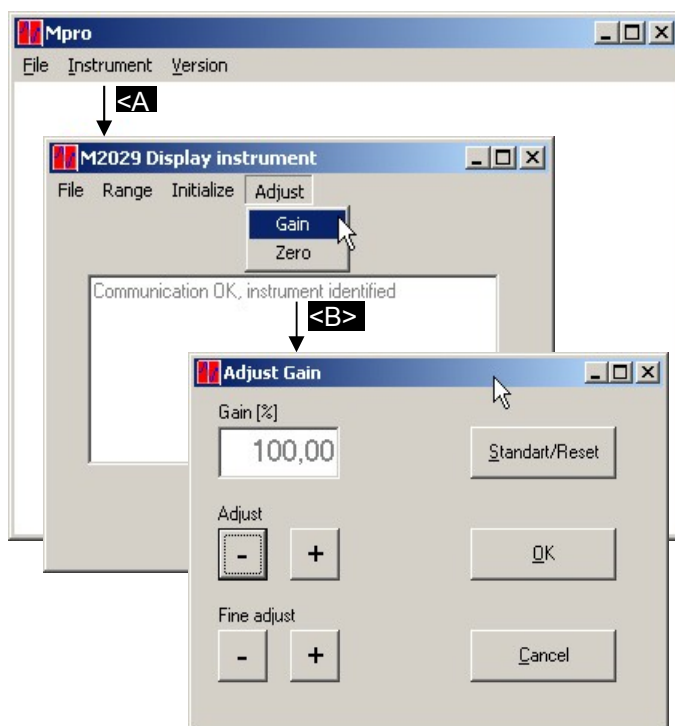 Mpro
File Instrument Version
<A
M2029 Display instrument
File Range Initialize Adjust
Gain
Zero
Communication OK, instrument identified
<B>
Adjust Gain
Gain [%]
100,00
Standart/Reset
Adjust
- +
OK
Fine adjust
- +
Cancel